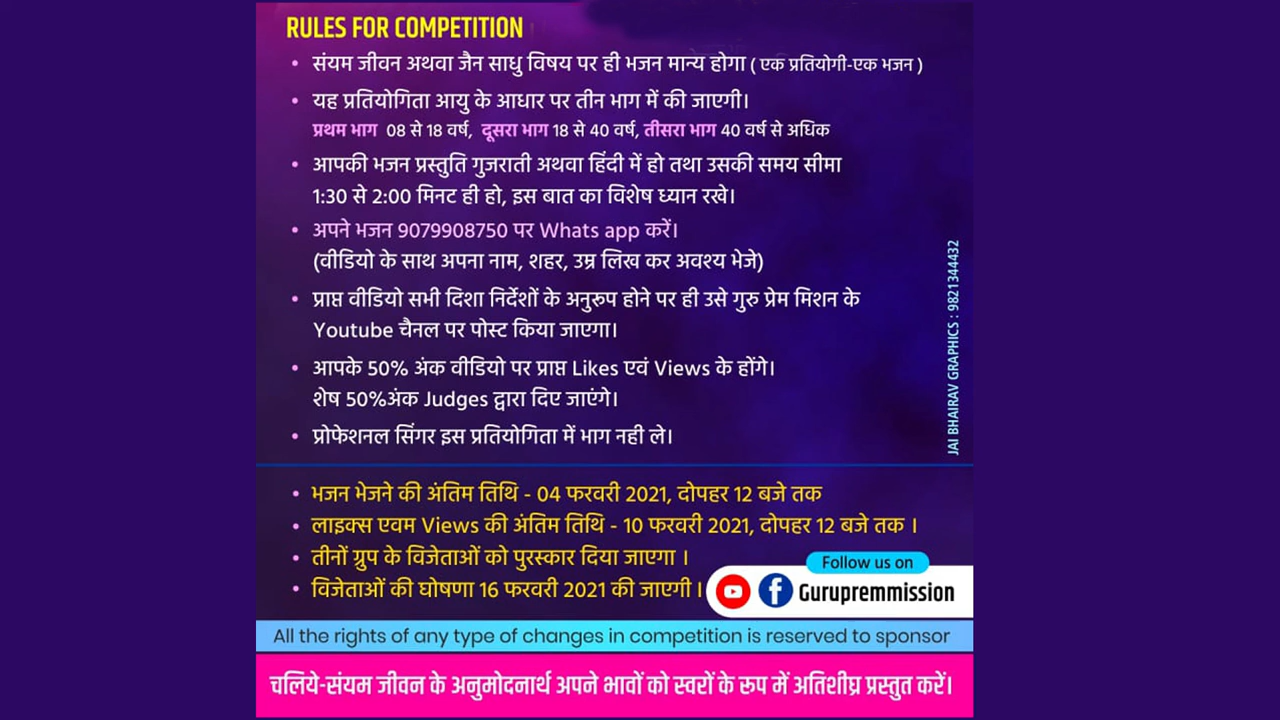 RULES FOR COMPETITION
• संयम जीवन अथवा जैन साधु विषय पर ही भजन मान्य होगा ( एक प्रतियोगी-एक भजन )
• यह प्रतियोगिता आयु के आधार पर तीन भाग में की जाएगी।
प्रथम भाग 08 से 18 वर्ष, दूसरा भाग 18 से 40 वर्ष, तीसरा भाग 40 वर्ष से अधिक
• आपकी भजन प्रस्तुति गुजराती अथवा हिंदी में हो तथा उसकी समय सीमा
1:30 से 2:00 मिनट ही हो, इस बात का विशेष ध्यान रखे।
• अपने भजन 9079908750 पर Whats app करें।
(वीडियो के साथ अपना नाम, शहर, उम्र लिख कर अवश्य भेजे)
• प्राप्त वीडियो सभी दिशा निर्देशों के अनुरूप होने पर ही उसे गुरु प्रेम मिशन के
Youtube चैनल पर पोस्ट किया जाएगा।
• आपके 50% अंक वीडियो पर प्राप्त Likes एवं Views के होंगे।
शेष 50%अंक Judges द्वारा दिए जाएंगे।
• प्रोफेशनल सिंगर इस प्रतियोगिता में भाग नही ले।
JAI BHAIRAV GRAPHICS : 9821344432
• भजन भेजने की अंतिम तिथि - 04 फरवरी 2021, दोपहर 12 बजे तक
• लाइक्स एवम Views की अंतिम तिथि - 10 फरवरी 2021, दोपहर 12 बजे तक ।
• तीनों ग्रुप के विजेताओं को पुरस्कार दिया जाएगा ।
• विजेताओं की घोषणा 16 फरवरी 2021 की जाएगी ।
Follow us on
Gurupremmission
All the rights of any type of changes in competition is reserved to sponsor
चलिये-संयम जीवन के अनुमोदनार्थ अपने भावों को स्वरों के रूप में अतिशीघ्र प्रस्तुत करें।